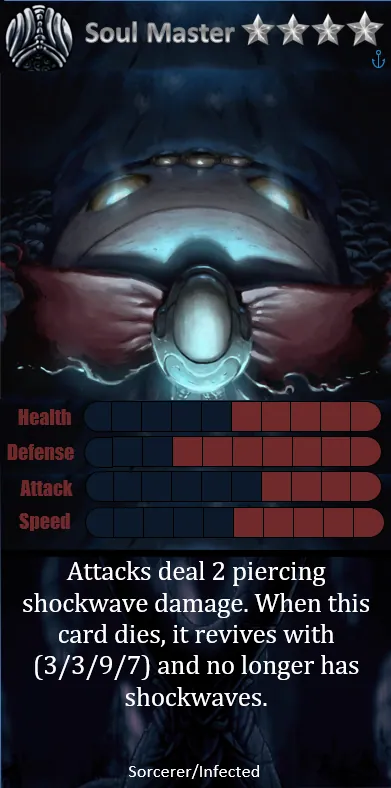 Soul Master
Health
Defense
Attack
Speed
Attacks deal 2 piercing
shockwave damage. When this
card dies, it revives with
(3/3/9/7) and no longer has
shockwaves.
Sorcerer/Infected